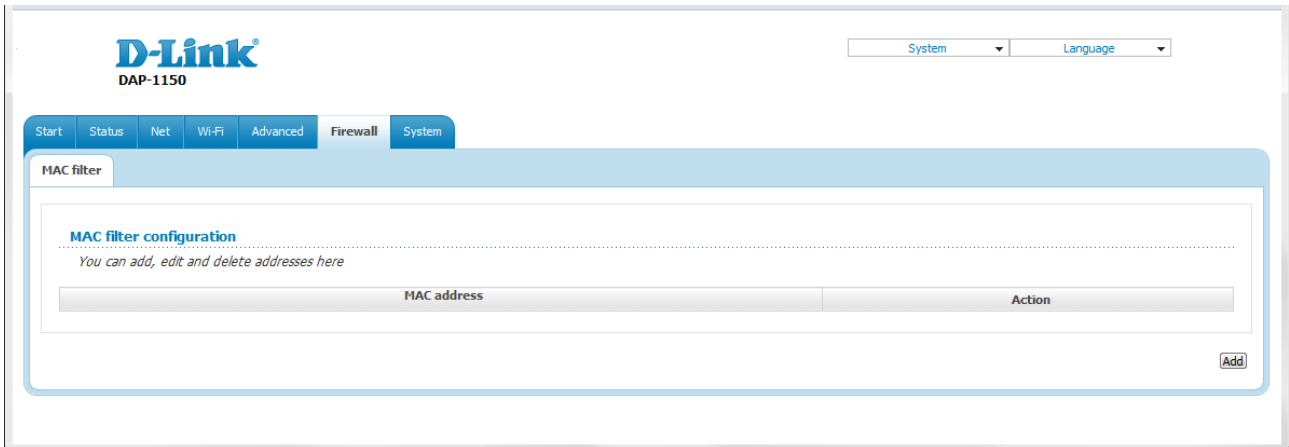 D-Link®
DAP-1150
System Language
Start Status Net Wi-Fi Advanced Firewall System
MAC filter
MAC filter configuration
You can add, edit and delete addresses here
MAC address Action
Add